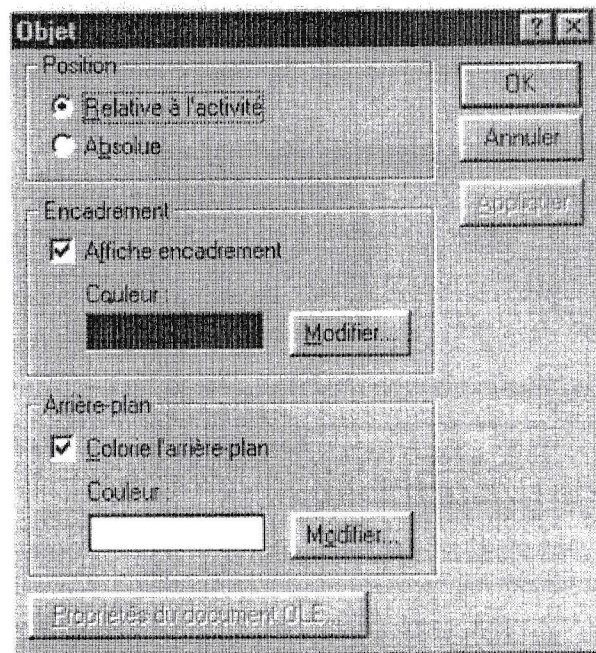 Objet
Position
Relative à l'activité
Absolue
OK
Annuler
Appliquer
Encadrement
Affiche encadrement
Couleur :
Modifier...
Arrière-plan
Colorie l'arrière-plan
Couleur :
Modifier...
Propriétés du document OLE...